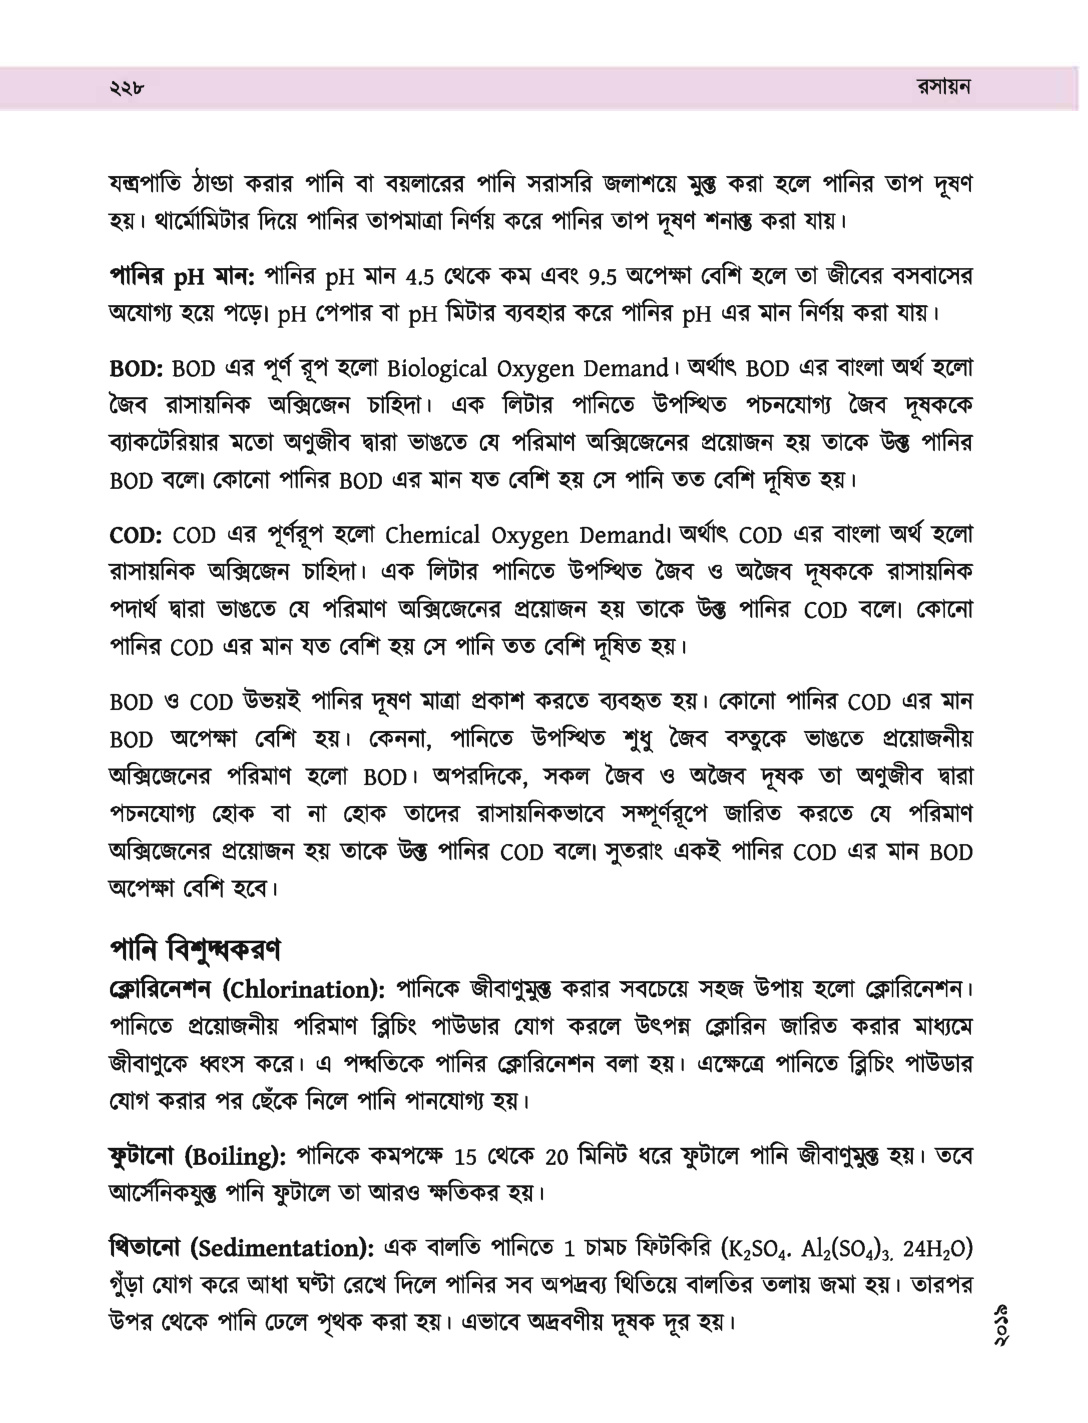 ২২৮
রসায়ন
যন্ত্রপাতি ঠাণ্ডা করার পানি বা বয়লারের পানি সরাসরি জলাশয়ে মুক্ত করা হলে পানির তাপ দূষণ
হয়। থার্মোমিটার দিয়ে পানির তাপমাত্রা নির্ণয় করে পানির তাপ দূষণ শনাক্ত করা যায়।
পানির pH মান: পানির pH মান 4.5 থেকে কম এবং 9.5 অপেক্ষা বেশি হলে তা জীবের বসবাসের
অযোগ্য হয়ে পড়ে। pH পেপার বা pH মিটার ব্যবহার করে পানির pH এর মান নির্ণয় করা যায়।
BOD: BOD এর পূর্ণ রূপ হলো Biological Oxygen Demand। অর্থাৎ BOD এর বাংলা অর্থ হলো
জৈব রাসায়নিক অক্সিজেন চাহিদা। এক লিটার পানিতে উপস্থিত পচনযোগ্য জৈব দূষককে
ব্যাকটেরিয়ার মতো অণুজীব দ্বারা ভাঙতে যে পরিমাণ অক্সিজেনের প্রয়োজন হয় তাকে উক্ত পানির
BOD বলে। কোনো পানির BOD এর মান যত বেশি হয় সে পানি তত বেশি দূষিত হয়।
COD: COD এর পূর্ণরূপ হলো Chemical Oxygen Demand। অর্থাৎ COD এর বাংলা অর্থ হলো
রাসায়নিক অক্সিজেন চাহিদা। এক লিটার পানিতে উপস্থিত জৈব ও অজৈব দূষককে রাসায়নিক
পদার্থ দ্বারা ভাঙতে যে পরিমাণ অক্সিজেনের প্রয়োজন হয় তাকে উক্ত পানির COD বলে। কোনো
পানির COD এর মান যত বেশি হয় সে পানি তত বেশি দূষিত হয়।
BOD ও COD উভয়ই পানির দূষণ মাত্রা প্রকাশ করতে ব্যবহৃত হয়। কোনো পানির COD এর মান
BOD অপেক্ষা বেশি হয়। কেননা, পানিতে উপস্থিত শুধু জৈব বস্তুকে ভাঙতে প্রয়োজনীয়
অক্সিজেনের পরিমাণ হলো BOD। অপরদিকে, সকল জৈব ও অজৈব দূষক তা অণুজীব দ্বারা
পচনযোগ্য হোক বা না হোক তাদের রাসায়নিকভাবে সম্পূর্ণরূপে জারিত করতে যে পরিমাণ
অক্সিজেনের প্রয়োজন হয় তাকে উক্ত পানির COD বলে। সুতরাং একই পানির COD এর মান BOD
অপেক্ষা বেশি হবে।
পানি বিশুদ্ধকরণ
ক্লোরিনেশন (Chlorination): পানিকে জীবাণুমুক্ত করার সবচেয়ে সহজ উপায় হলো ক্লোরিনেশন।
পানিতে প্রয়োজনীয় পরিমাণ ব্লিচিং পাউডার যোগ করলে উৎপন্ন ক্লোরিন জারিত করার মাধ্যমে
জীবাণুকে ধ্বংস করে। এ পদ্ধতিকে পানির ক্লোরিনেশন বলা হয়। এক্ষেত্রে পানিতে ব্লিচিং পাউডার
যোগ করার পর ছেঁকে নিলে পানি পানযোগ্য হয়।
ফুটানো (Boiling): পানিকে কমপক্ষে 15 থেকে 20 মিনিট ধরে ফুটালে পানি জীবাণুমুক্ত হয়। তবে
আর্সেনিকযুক্ত পানি ফুটালে তা আরও ক্ষতিকর হয়।
থিতানো (Sedimentation): এক বালতি পানিতে 1 চামচ ফিটকিরি (K₂SO₄. Al₂(SO₄)₃. 24H₂O)
গুঁড়া যোগ করে আধা ঘণ্টা রেখে দিলে পানির সব অপদ্রব্য থিতিয়ে বালতির তলায় জমা হয়। তারপর
উপর থেকে পানি ঢেলে পৃথক করা হয়। এভাবে অদ্রবণীয় দূষক দূর হয়।
২০১৯